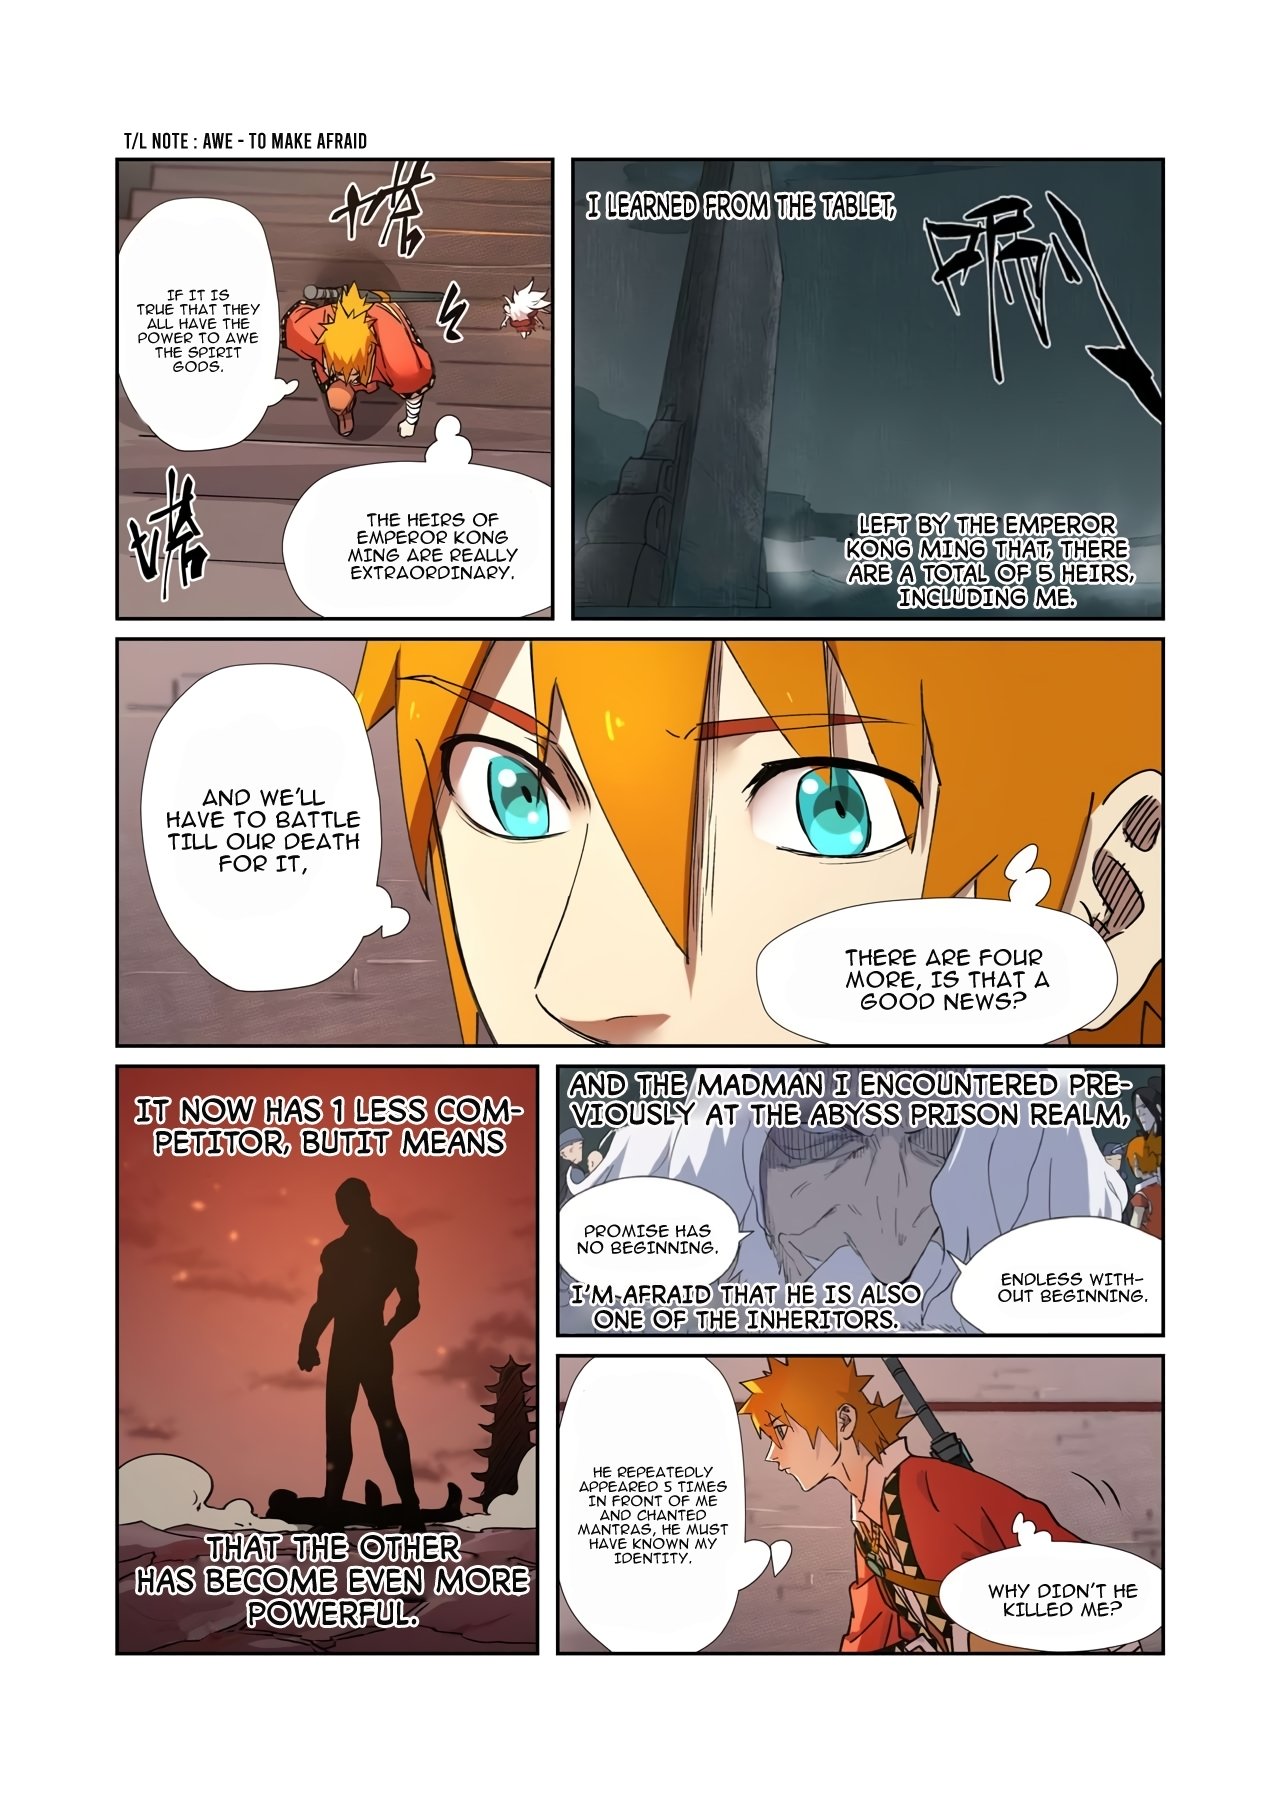 T/L NOTE : AWE - TO MAKE AFRAID
IF IT IS
TRUE THAT THEY
ALL HAVE THE
POWER TO AWE
THE SPIRIT
GODS.
THE HEIRS OF
EMPEROR KONG
MING ARE REALLY
EXTRAORDINARY.
I LEARNED FROM THE TABLET,
LEFT BY THE EMPEROR
KONG MING THAT, THERE
ARE A TOTAL OF 5 HEIRS,
INCLUDING ME.
AND WE'LL
HAVE TO BATTLE
TILL OUR DEATH
FOR IT,
THERE ARE FOUR
MORE, IS THAT A
GOOD NEWS?
IT NOW HAS 1 LESS COM-
PETITOR, BUTIT MEANS
THAT THE OTHER
HAS BECOME EVEN MORE
POWERFUL.
AND THE MADMAN I ENCOUNTERED PRE-
VIOUSLY AT THE ABYSS PRISON REALM,
PROMISE HAS
NO BEGINNING.
ENDLESS WITH-
OUT BEGINNING.
I'M AFRAID THAT HE IS ALSO
ONE OF THE INHERITORS.
HE REPEATEDLY
APPEARED 5 TIMES
IN FRONT OF ME
AND CHANTED
MANTRAS, HE MUST
HAVE KNOWN MY
IDENTITY.
WHY DIDN'T HE
KILLED ME?